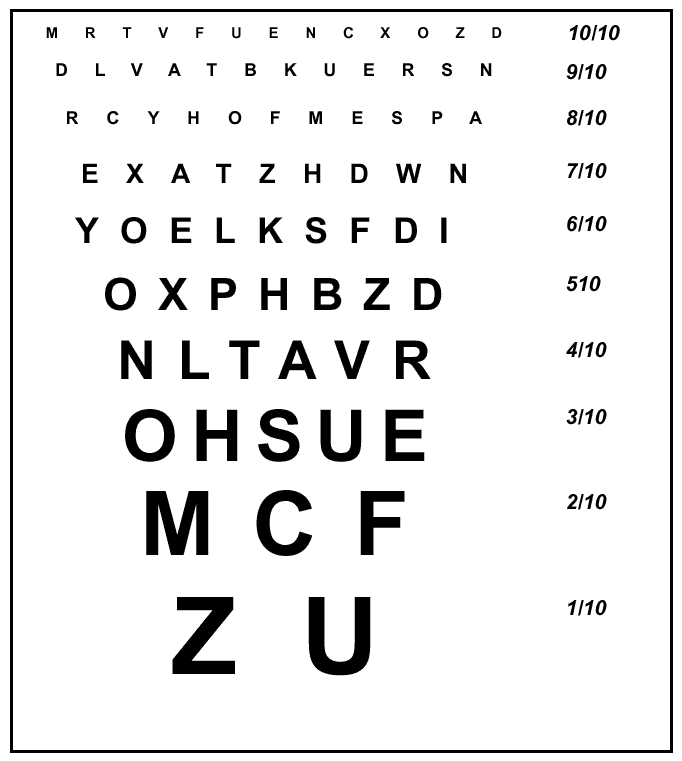 M R T V F U E N C X O Z D 10/10
D L V A T B K U E R S N 9/10
R C Y H O F M E S P A 8/10
E X A T Z H D W N 7/10
Y O E L K S F D I 6/10
O X P H B Z D 510
N L T A V R 4/10
O H S U E 3/10
M C F 2/10
Z U 1/10